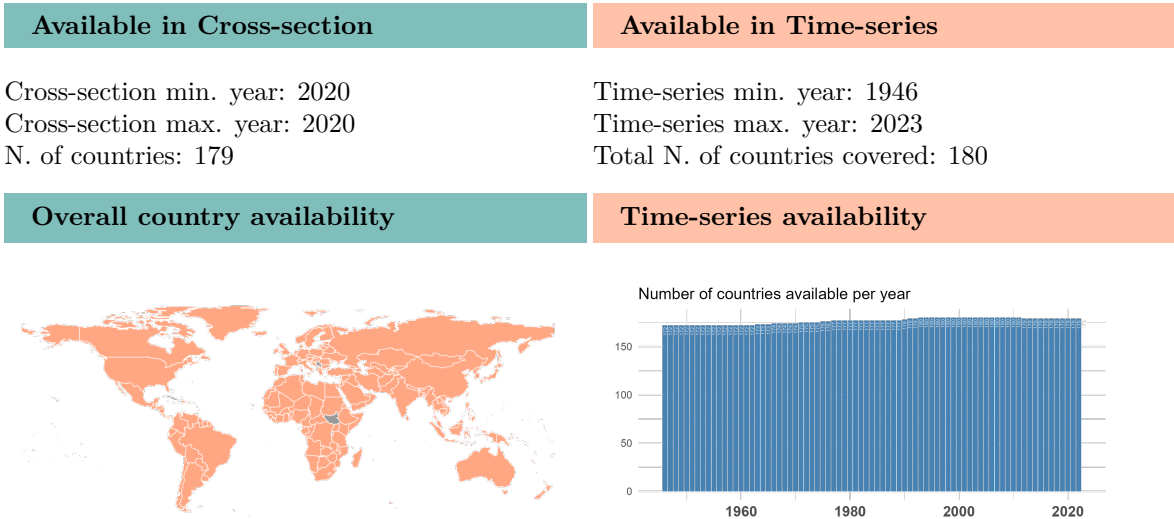 Available in Cross-section
Cross-section min. year: 2020
Cross-section max. year: 2020
N. of countries: 179
Available in Time-series
Time-series min. year: 1946
Time-series max. year: 2023
Total N. of countries covered: 180
Overall country availability
Time-series availability
Number of countries available per year
150
100
50
0
1960
1980
2000
2020